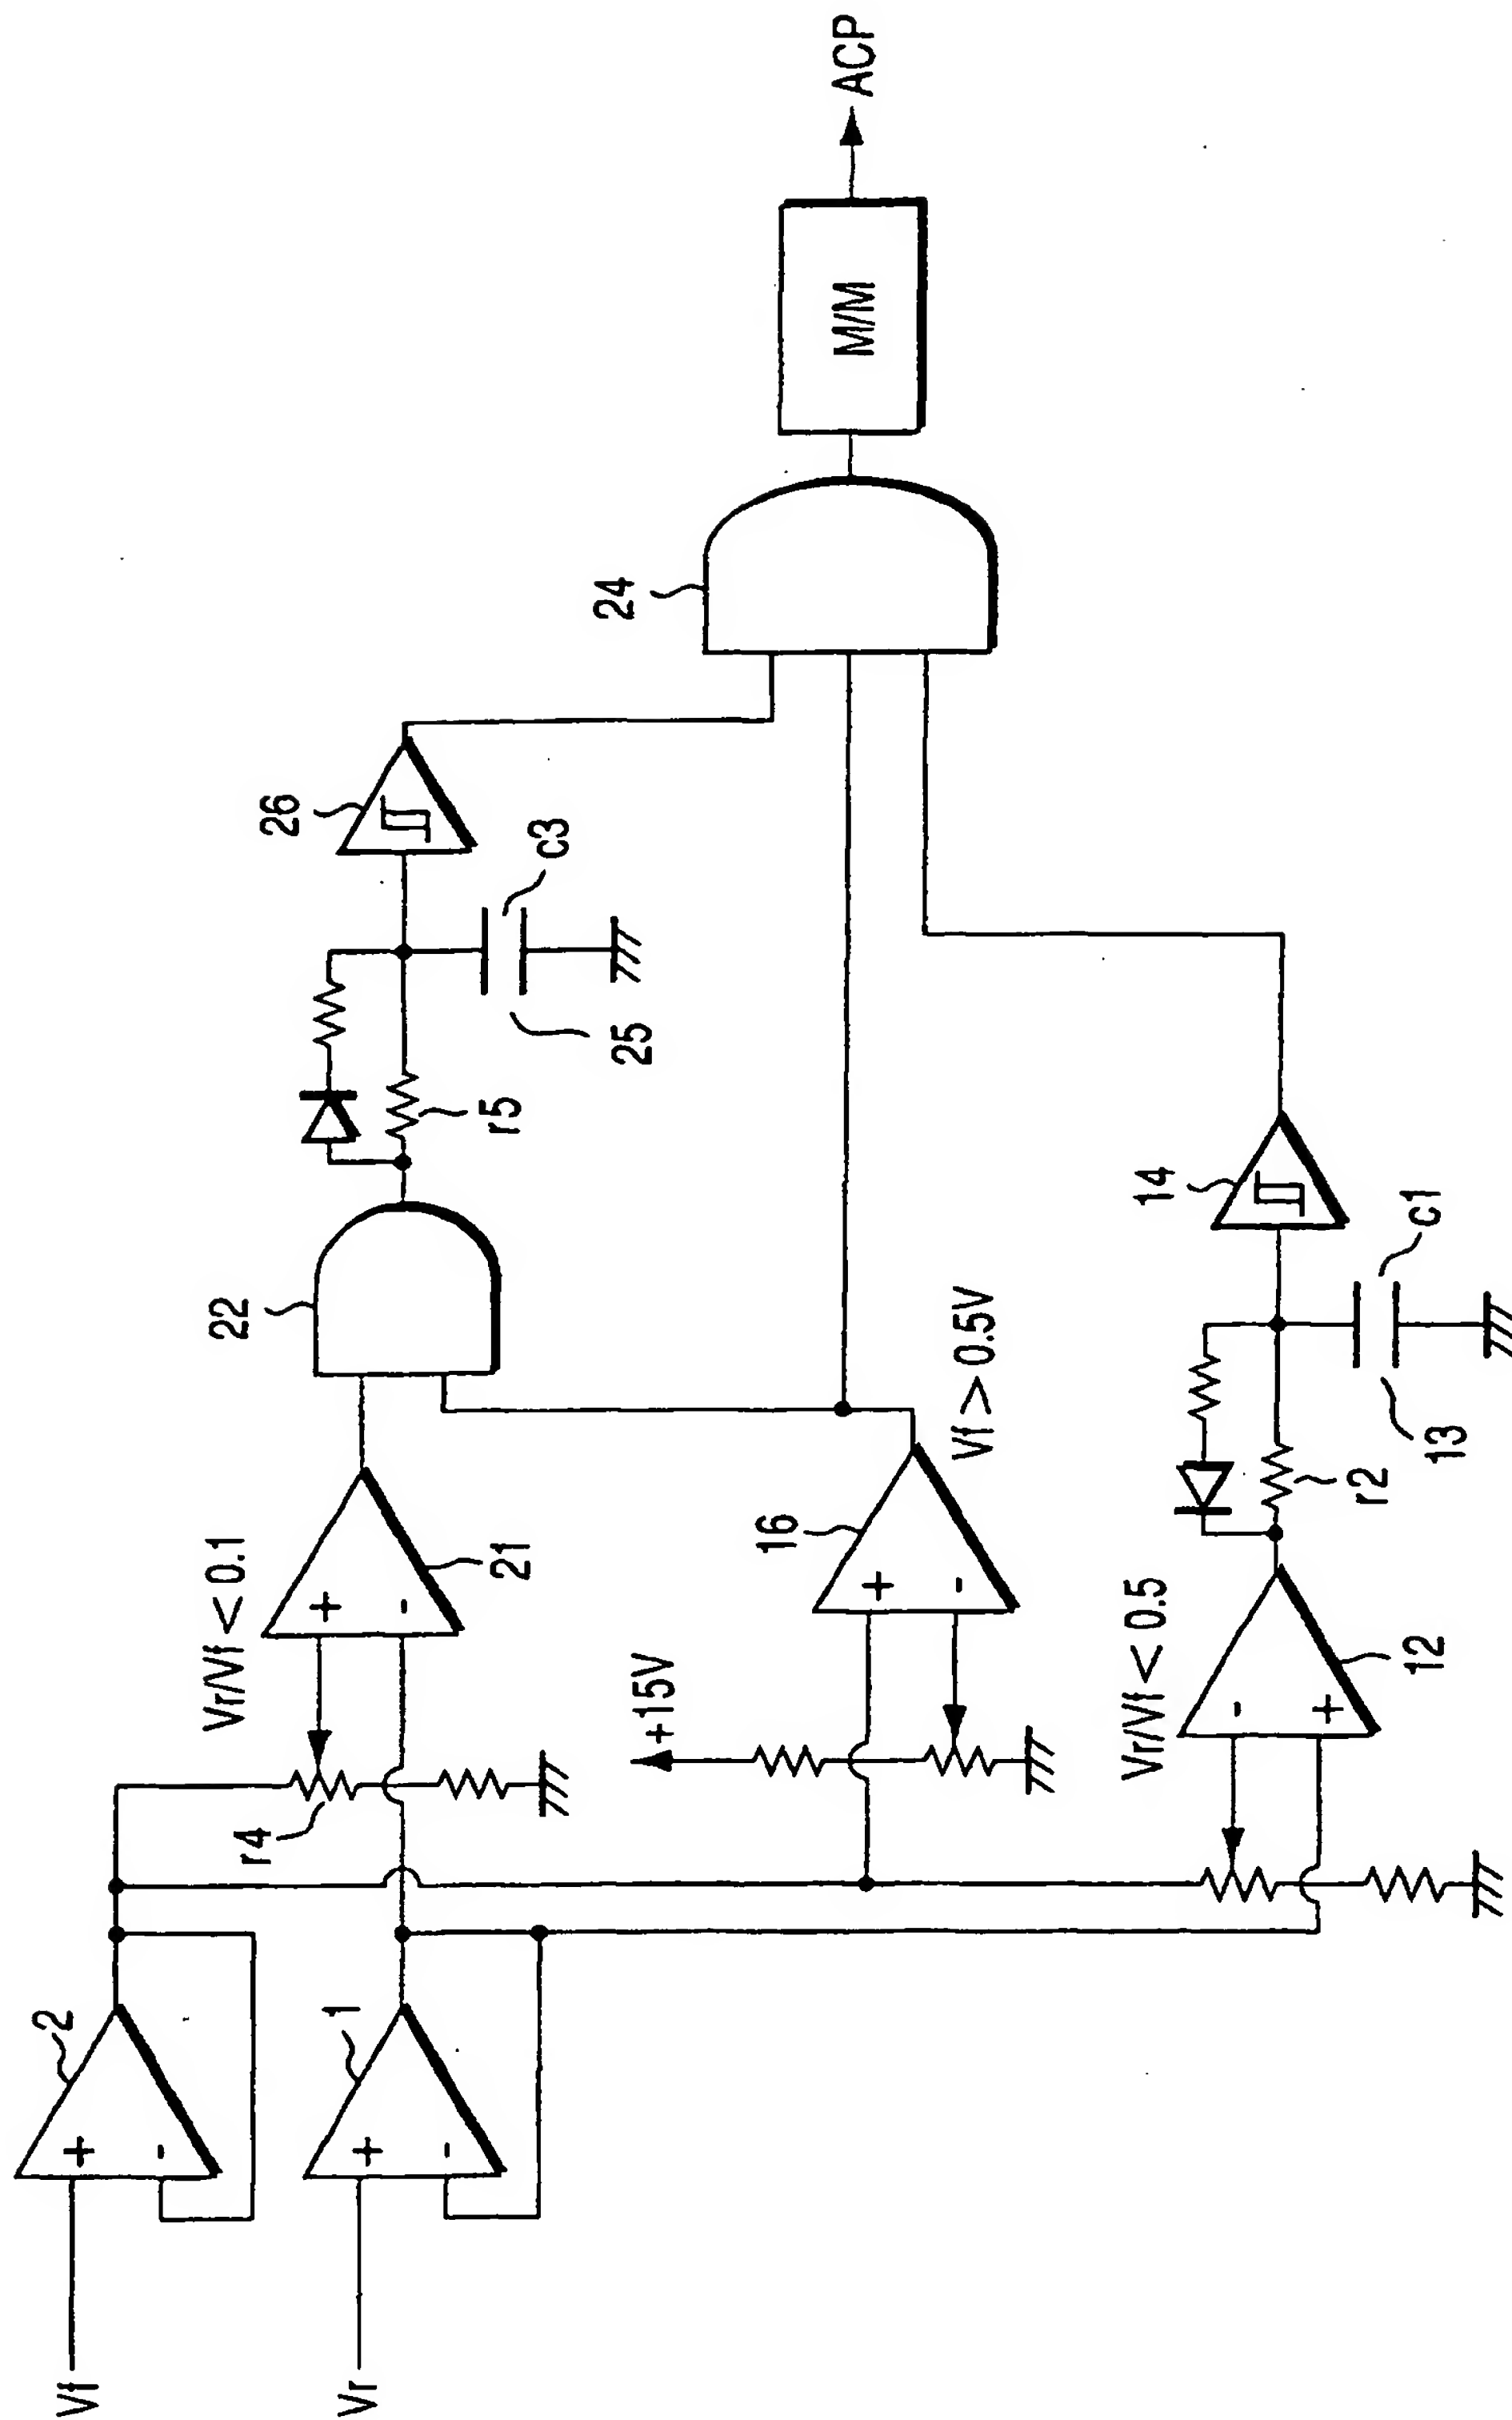 Vf
2
Vr
1
r4
Vr/Vf < 0.1
+
-
21
22
r5
25
c3
26
+15V
16
Vf > 0.5V
Vr/Vf < 0.5
12
r2
13
c1
14
24
M/M
ACP
+
-
+
-
+
-
-
+